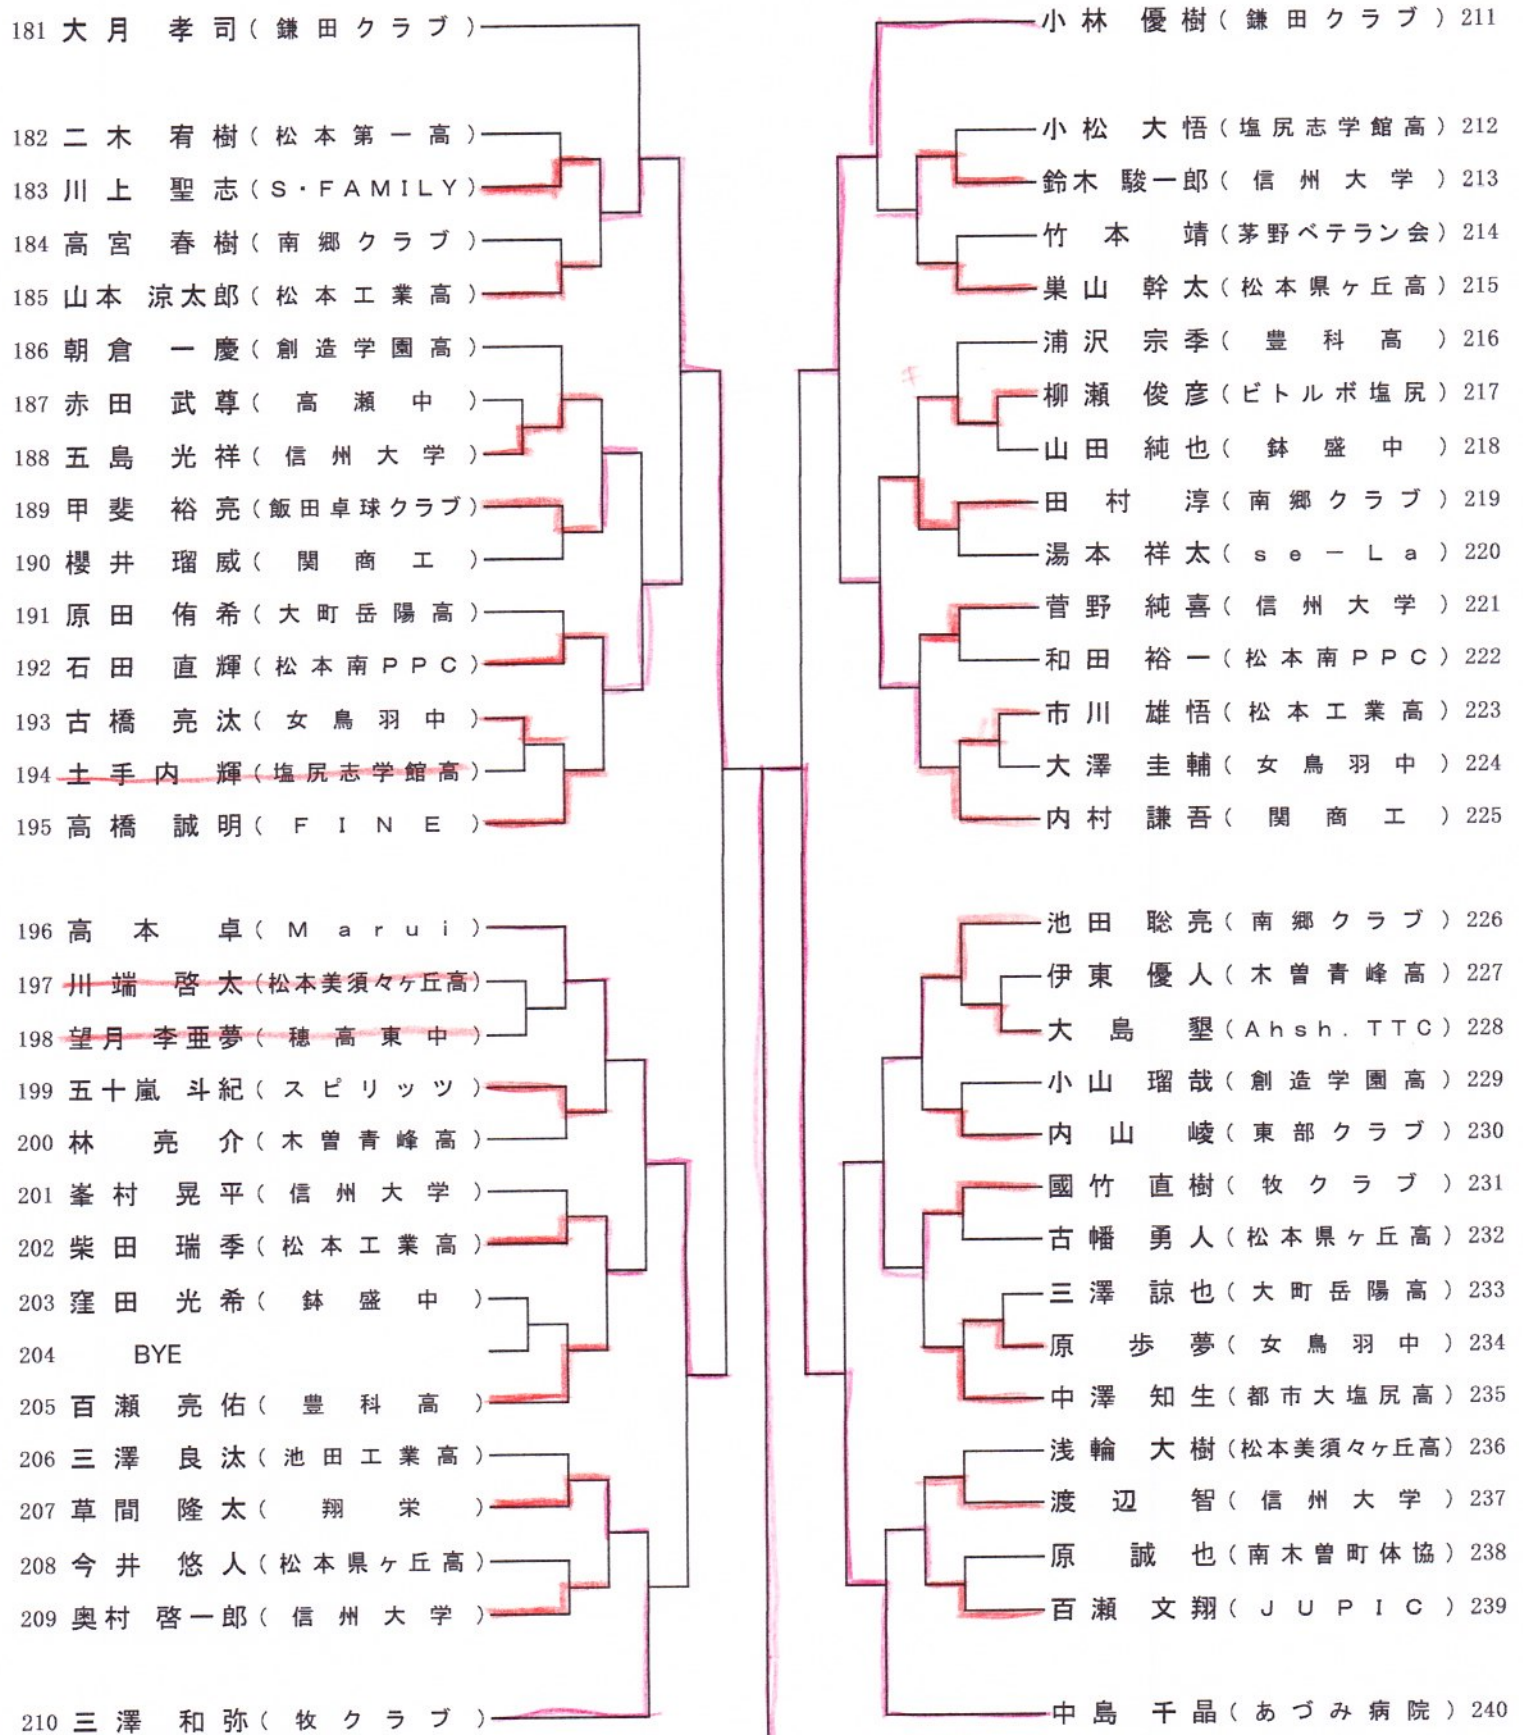 181 大月 孝司(鎌田クラブ)
182 二木 宥樹(松本第一高)
183 川上 聖志(S・FAMILY)
184 高宮 春樹(南郷クラブ)
185 山本 涼太郎(松本工業高)
186 朝倉 一慶(創造学園高)
187 赤田 武尊(高瀬中)
188 五島 光祥(信州大学)
189 甲斐 裕亮(飯田卓球クラブ)
190 櫻井 瑠威(関商工)
191 原田 侑希(大町岳陽高)
192 石田 直輝(松本南PPC)
193 古橋 亮汰(女鳥羽中)
194 土手内 輝(塩尻志学館高)
195 高橋 誠明(FINE)
196 高本 卓(Marui)
197 川端 啓太(松本美須々ヶ丘高)
198 望月 李亜夢(穂高東中)
199 五十嵐 斗紀(スピリッツ)
200 林 亮介(木曽青峰高)
201 峯村 晃平(信州大学)
202 柴田 瑞季(松本工業高)
203 窪田 光希(鉢盛中)
204 BYE
205 百瀬 亮佑(豊科高)
206 三澤 良汰(池田工業高)
207 草間 隆太(翔栄)
208 今井 悠人(松本県ヶ丘高)
209 奥村 啓一郎(信州大学)
210 三澤 和弥(牧クラブ)
小林 優樹(鎌田クラブ)211
小松 大悟(塩尻志学館高)212
鈴木 駿一郎(信州大学)213
竹本 靖(茅野ベテラン会)214
巣山 幹太(松本県ヶ丘高)215
浦沢 宗季(豊科高)216
柳瀬 俊彦(ビトルボ塩尻)217
山田 純也(鉢盛中)218
田村 淳(南郷クラブ)219
湯本 祥太(se-La)220
菅野 純喜(信州大学)221
和田 裕一(松本南PPC)222
市川 雄悟(松本工業高)223
大澤 圭輔(女鳥羽中)224
内村 謙吾(関商工)225
池田 聡亮(南郷クラブ)226
伊東 優人(木曽青峰高)227
大島 墾(Ahsh.TTC)228
小山 瑠哉(創造学園高)229
内山 崚(東部クラブ)230
國竹 直樹(牧クラブ)231
古幡 勇人(松本県ヶ丘高)232
三澤 諒也(大町岳陽高)233
原 歩夢(女鳥羽中)234
中澤 知生(都市大塩尻高)235
浅輪 大樹(松本美須々ヶ丘高)236
渡辺 智(信州大学)237
原 誠也(南木曽町体協)238
百瀬 文翔(JUPIC)239
中島 千晶(あづみ病院)240